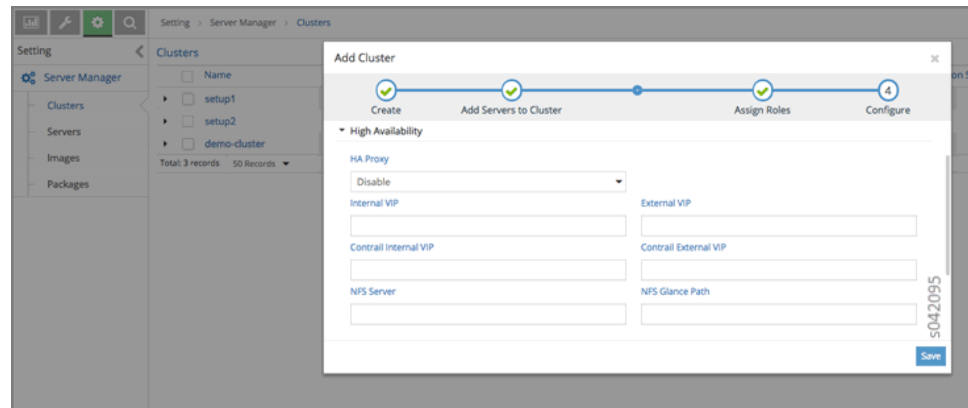 Setting > Server Manager > Clusters
Setting
Server Manager
Clusters
Servers
Images
Packages
Clusters
Name
setup1
setup2
demo-cluster
Total: 3 records 50 Records
on S
Add Cluster
×
Create
Add Servers to Cluster
Assign Roles
4
Configure
High Availability
HA Proxy
Disable
Internal VIP
External VIP
Contrail Internal VIP
Contrail External VIP
NFS Server
NFS Glance Path
Save
s042095